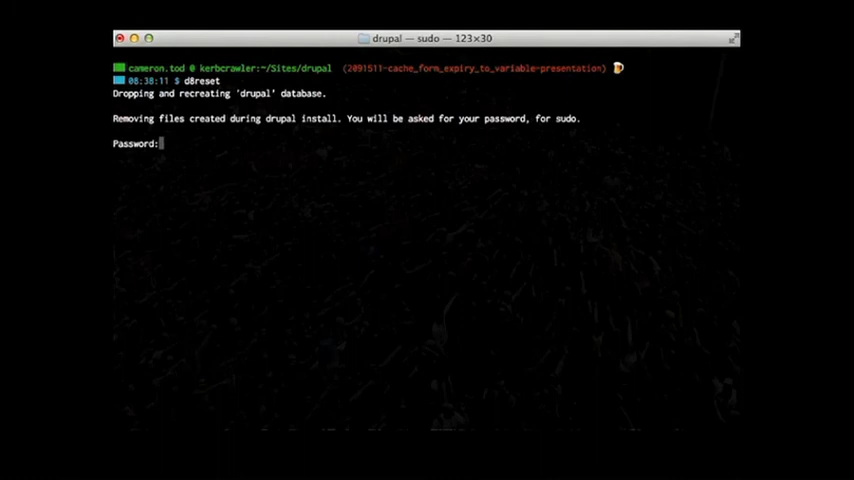 drupal — sudo — 123×30
cameron.tod @ kerbcrawler:~/Sites/drupal (2091511-cache_form_expiry_to_variable-presentation)
08:38:11 $ d8reset
Dropping and recreating 'drupal' database.
Removing files created during drupal install. You will be asked for your password, for sudo.
Password: